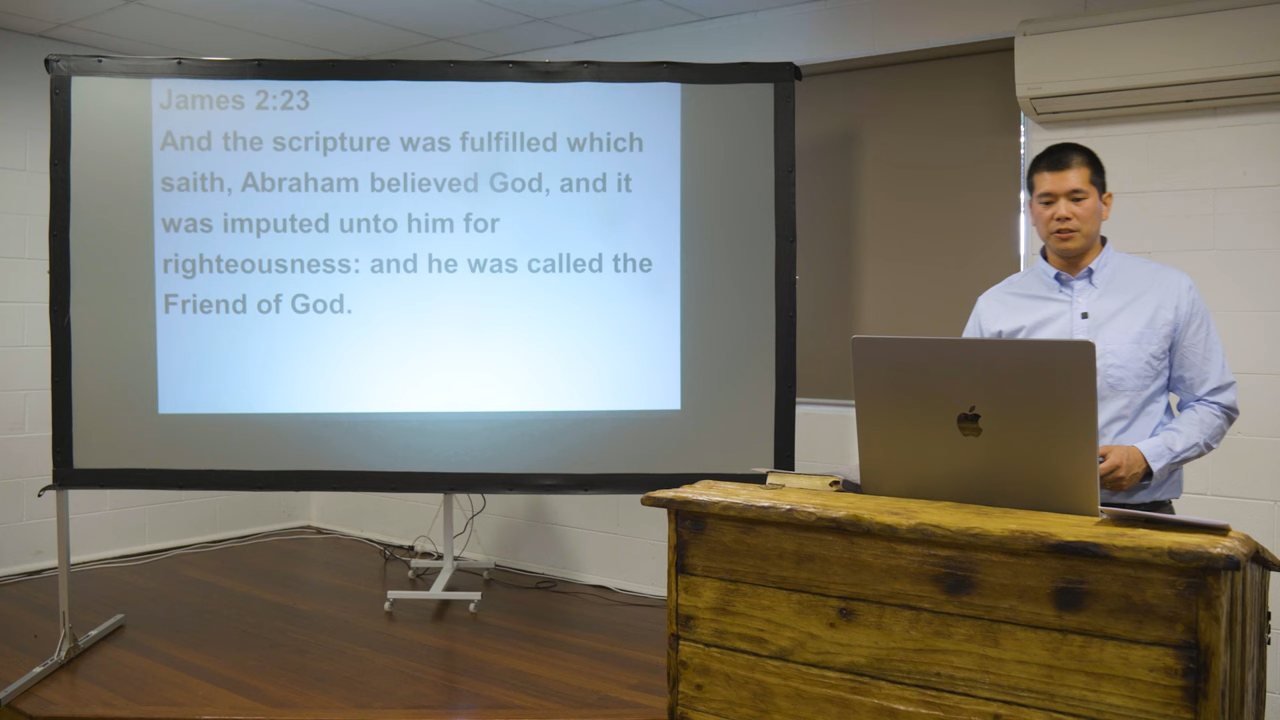 James 2:23
And the scripture was fulfilled which
saith, Abraham believed God, and it
was imputed unto him for
righteousness: and he was called the
Friend of God.